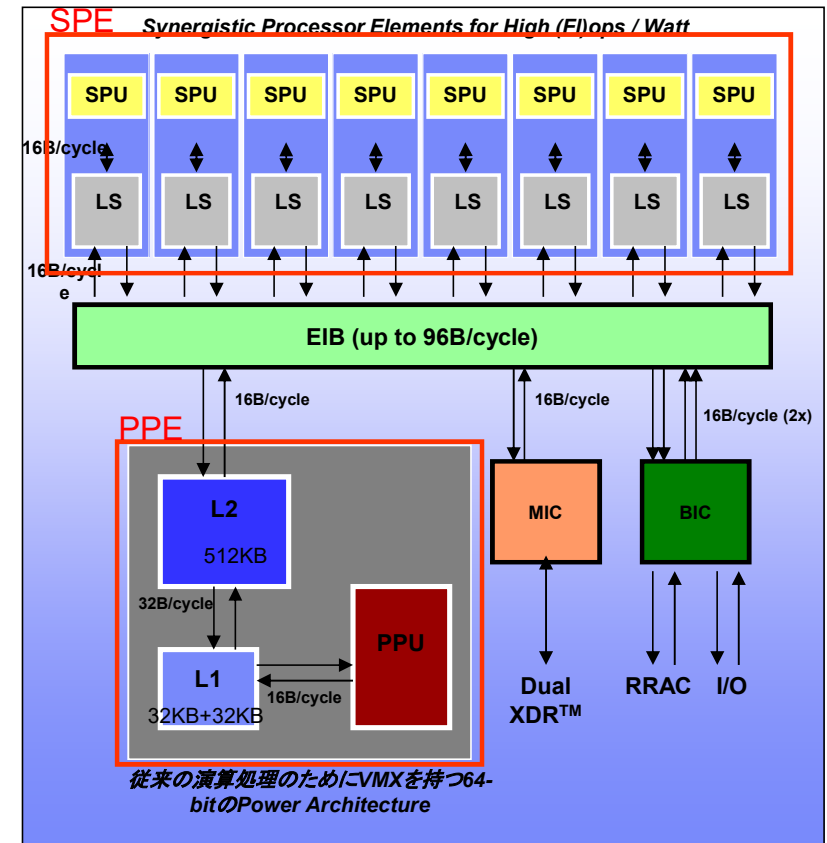 SPE
Synergistic Processor Elements for High (Fl)ops / Watt
SPU SPU SPU SPU SPU SPU SPU SPU
16B/cycle
LS LS LS LS LS LS LS LS
16B/cycl
e
EIB (up to 96B/cycle)
16B/cycle
16B/cycle
16B/cycle (2x)
PPE
L2
512KB
MIC
BIC
32B/cycle
PPU
L1
32KB+32KB
16B/cycle
Dual
XDR™
RRAC I/O
従来の演算処理のためにVMXを持つ64-
bitのPower Architecture